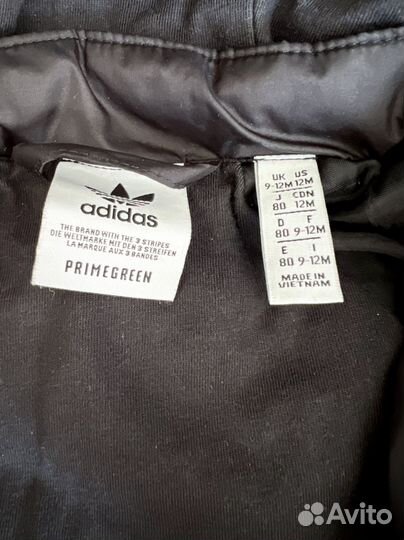 adidas
THE BRAND WITH THE 3 STRIPES
DIE WELTMARKE MIT DEN 3 STREIFEN
LA MARQUE AUX 3 BANDES
PRIMEGREEN
UK US
9-12M 12M
J CDN
80 12M
D F
80 9-12M
E I
80 9-12M
MADE IN
VIETNAM
Avito